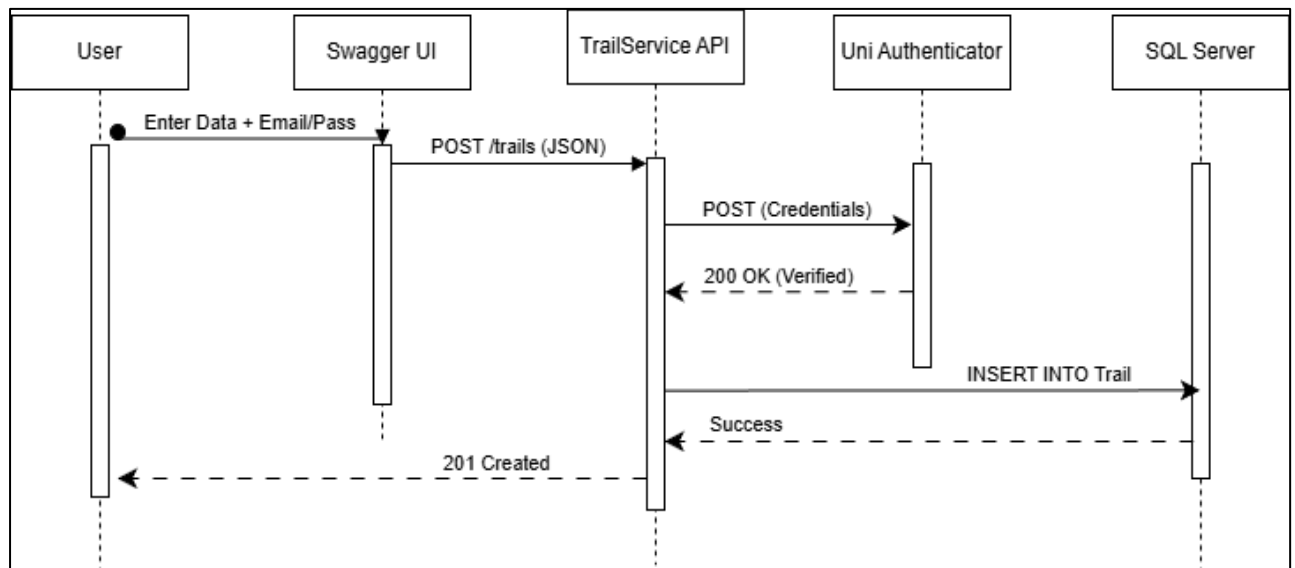 User
Swagger UI
TrailService API
Uni Authenticator
SQL Server
Enter Data + Email/Pass
POST /trails (JSON)
POST (Credentials)
200 OK (Verified)
INSERT INTO Trail
Success
201 Created